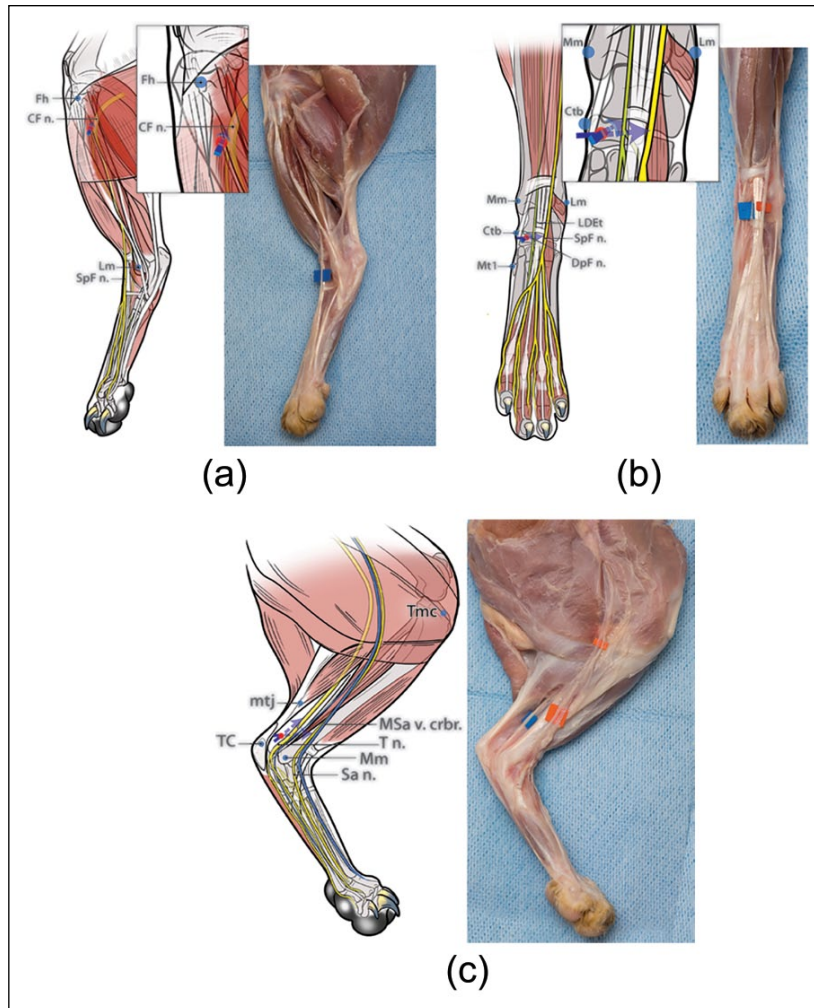 Fh
CF n.
Fh
CF n.
Lm
SpF n.
(a)
Mm
Lm
Ctb
Mm
Lm
LDEt
Ctb
SpF n.
DpF n.
Mt1
(b)
Tmc
mtj
MSa v. crbr.
TC
T n.
Mm
Sa n.
(c)